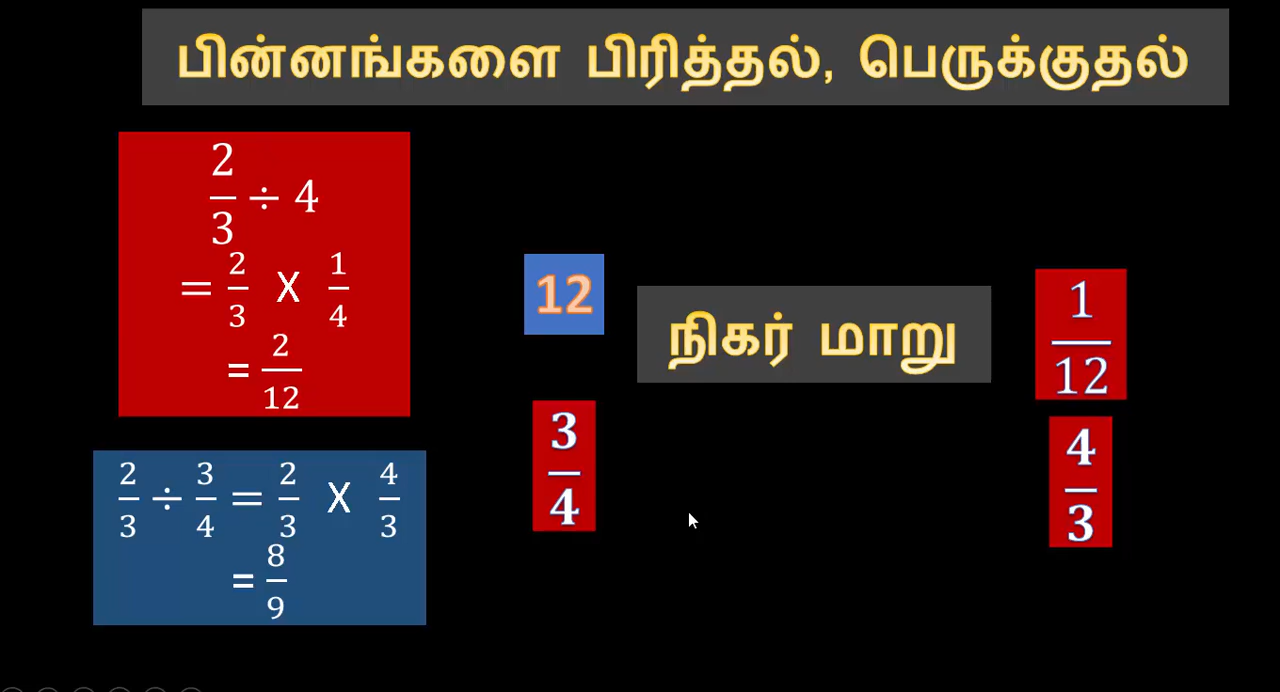 பின்னங்களை பிரித்தல், பெருக்குதல்
2/3 ÷ 4
= 2/3 X 1/4
= 2/12
2/3 ÷ 3/4 = 2/3 X 4/3
= 8/9
12
நிகர் மாறு
1/12
3/4
4/3